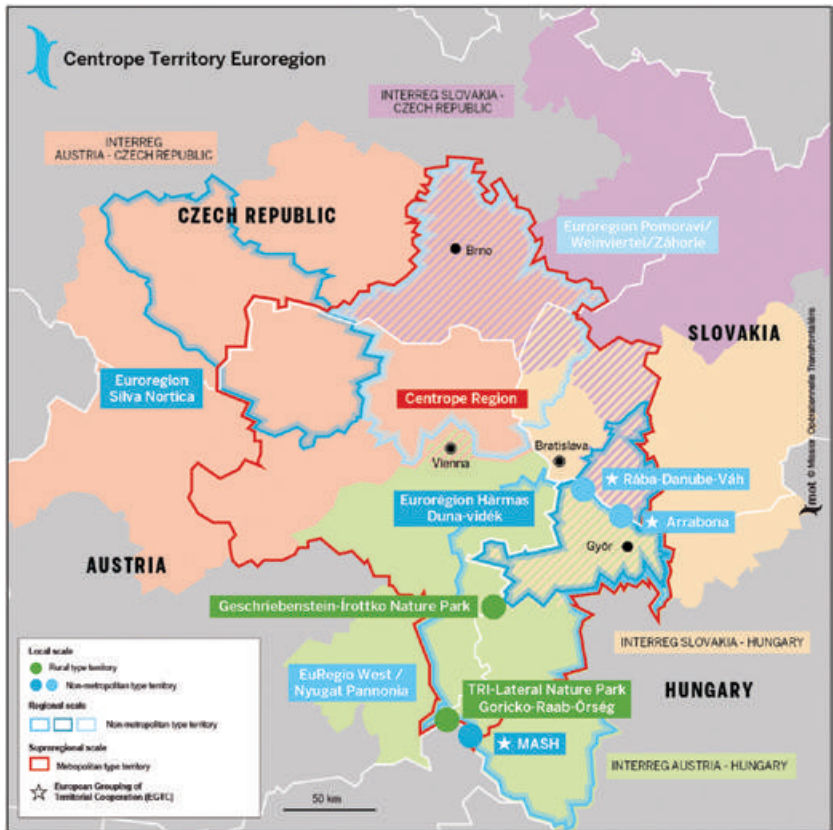 Centrope Territory Euroregion
INTERREG SLOVAKIA -
CZECH REPUBLIC
INTERREG
AUSTRIA - CZECH REPUBLIC
CZECH REPUBLIC
Brno
Euroregion Pomoraví/
Weinviertel/Záhorie
SLOVAKIA
Euroregion
Silva Nortica
Centrope Region
Vienna
Bratislava
Rába-Danube-Váh
Eurorégion Hármas
Duna-vidék
Arrabona
Györ
AUSTRIA
Geschriebenstein-Írottko Nature Park
INTERREG SLOVAKIA - HUNGARY
EuRegio West /
Nyugat Pannonia
TRI-Lateral Nature Park
Goricko-Raab-Örség
HUNGARY
MASH
INTERREG AUSTRIA - HUNGARY
Local scale
Rural type territory
Non-metropolitan type territory
Regional scale
Non-metropolitan type territory
Supraregional scale
Metropolitan type territory
European Grouping of
Territorial Cooperation (EGTC)
50 km
mot © Mission Opérationnelle Transfrontalière